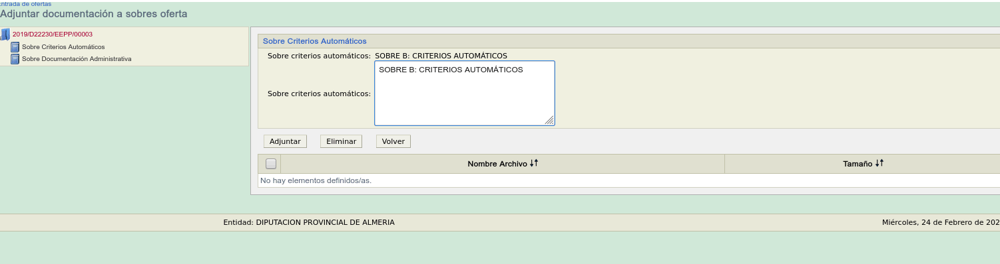 Entrada de ofertas
Adjuntar documentación a sobres oferta
2019/D22230/EEPP/00003
Sobre Criterios Automáticos
Sobre Documentación Administrativa
Sobre Criterios Automáticos
Sobre criterios automáticos: SOBRE B: CRITERIOS AUTOMÁTICOS
Sobre criterios automáticos: SOBRE B: CRITERIOS AUTOMÁTICOS
Adjuntar Eliminar Volver
Nombre Archivo Tamaño
No hay elementos definidos/as.
Entidad: DIPUTACION PROVINCIAL DE ALMERIA Miércoles, 24 de Febrero de 202